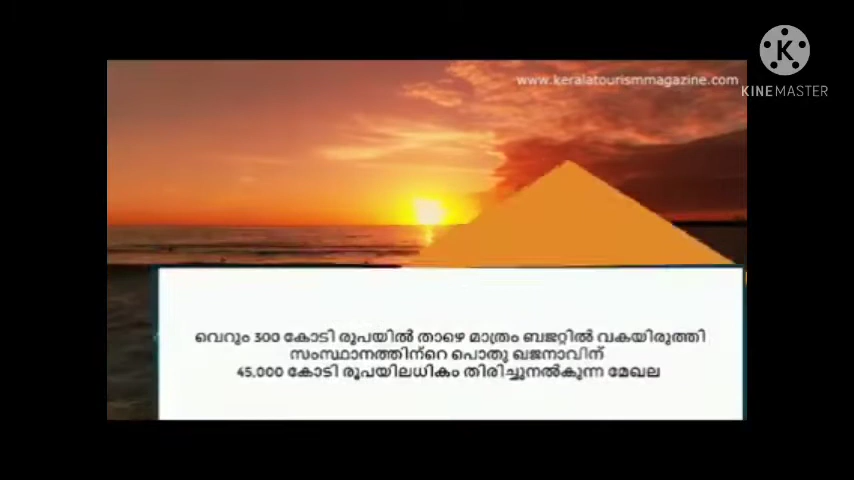 www.keralatourismmagazine.com
KINEMASTER
വെറും 300 കോടി രൂപയിൽ താഴെ മാത്രം ബജറ്റിൽ വകയിരുത്തി
സംസ്ഥാനത്തിന്റെ പൊതു ഖജനാവിന്
45,000 കോടി രൂപയിലധികം തിരിച്ചുനൽകുന്ന മേഖല